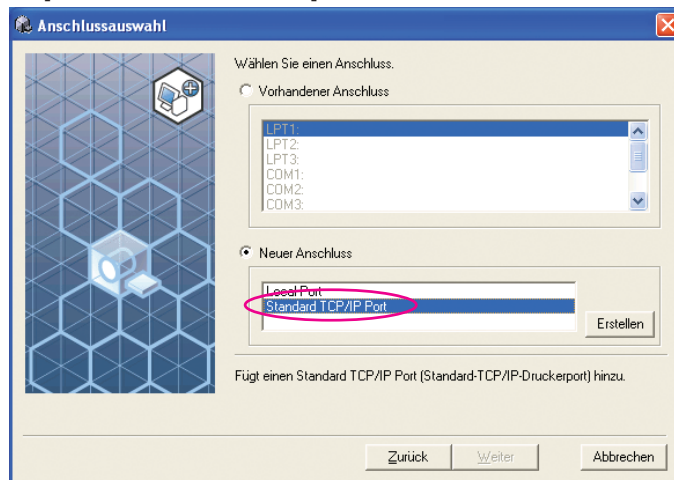 Anschlussauswahl
Wählen Sie einen Anschluss.
Vorhandener Anschluss
LPT1:
LPT2:
LPT3:
COM1:
COM2:
COM3:
Neuer Anschluss
Local Port
Standard TCP/IP Port
Erstellen
Fügt einen Standard TCP/IP Port (Standard-TCP/IP-Druckerport) hinzu.
Zurück
Weiter
Abbrechen